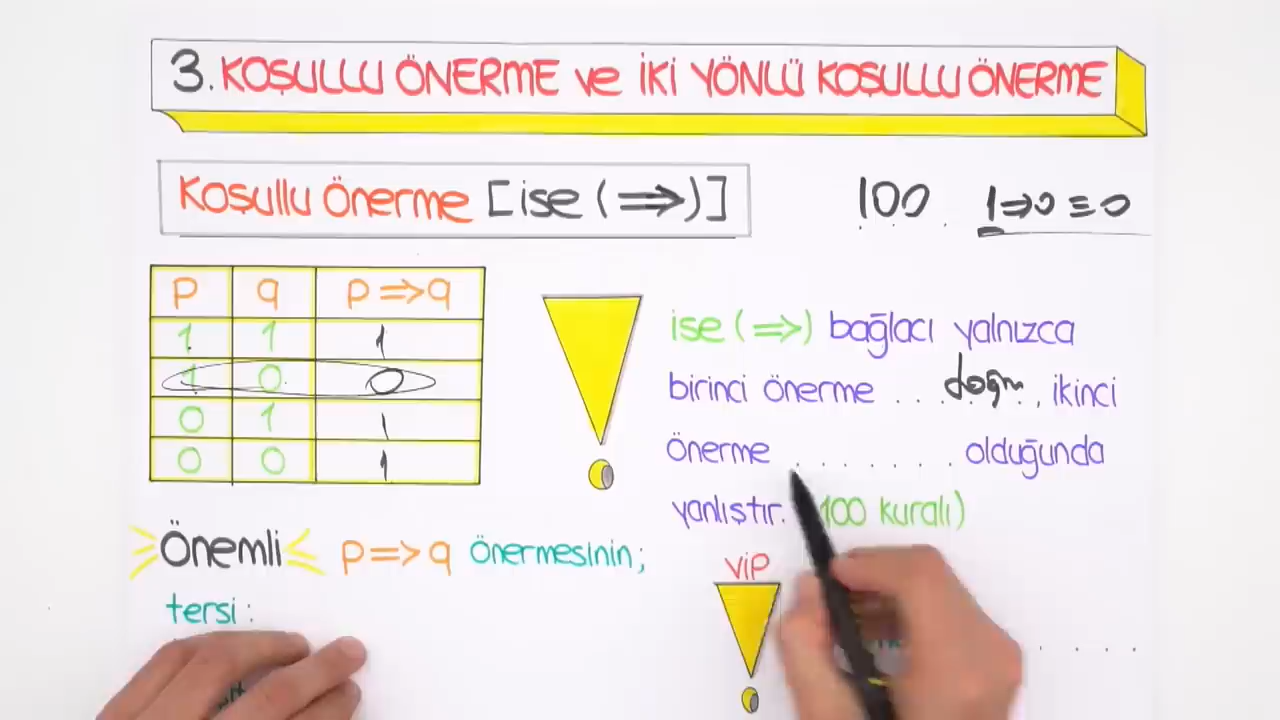 3. KOŞULLU ÖNERME ve İKİ YÖNLÜ KOŞULLU ÖNERME
Koşullu Önerme [ise (⇒)]
100 1⇒0≡0
p q p⇒q
1 1 1
1 0 0
0 1 1
0 0 1
ise (⇒) bağlacı yalnızca
birinci önerme . . doğru . , ikinci
önerme . . . . . . . olduğunda
yanlıştır. 100 kuralı)
Önemli p⇒q önermesinin;
tersi :
VİP